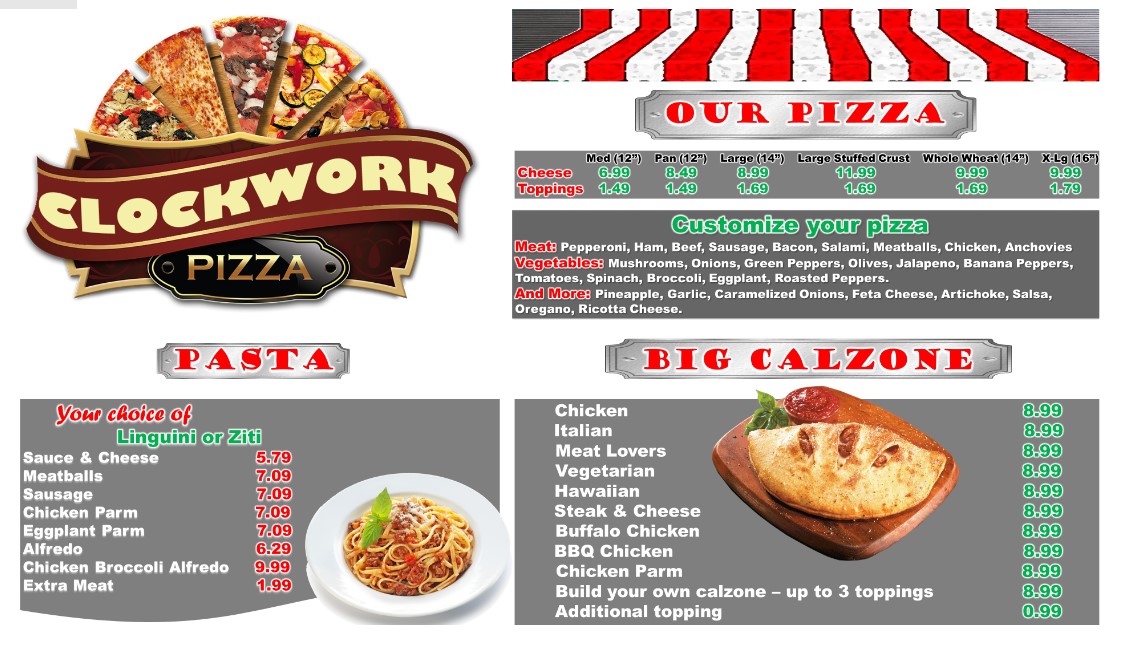 CLOCKWORK
PIZZA
OUR PIZZA
Med (12”) Pan (12”) Large (14”) Large Stuffed Crust Whole Wheat (14”) X-Lg (16”)
Cheese 6.99 8.49 8.99 11.99 9.99 9.99
Toppings 1.49 1.49 1.69 1.69 1.69 1.79
Customize your pizza
Meat: Pepperoni, Ham, Beef, Sausage, Bacon, Salami, Meatballs, Chicken, Anchovies
Vegetables: Mushrooms, Onions, Green Peppers, Olives, Jalapeno, Banana Peppers,
Tomatoes, Spinach, Broccoli, Eggplant, Roasted Peppers.
And More: Pineapple, Garlic, Caramelized Onions, Feta Cheese, Artichoke, Salsa,
Oregano, Ricotta Cheese.
PASTA
Your choice of
Linguini or Ziti
Sauce & Cheese 5.79
Meatballs 7.09
Sausage 7.09
Chicken Parm 7.09
Eggplant Parm 7.09
Alfredo 6.29
Chicken Broccoli Alfredo 9.99
Extra Meat 1.99
BIG CALZONE
Chicken 8.99
Italian 8.99
Meat Lovers 8.99
Vegetarian 8.99
Hawaiian 8.99
Steak & Cheese 8.99
Buffalo Chicken 8.99
BBQ Chicken 8.99
Chicken Parm 8.99
Build your own calzone – up to 3 toppings 8.99
Additional topping 0.99